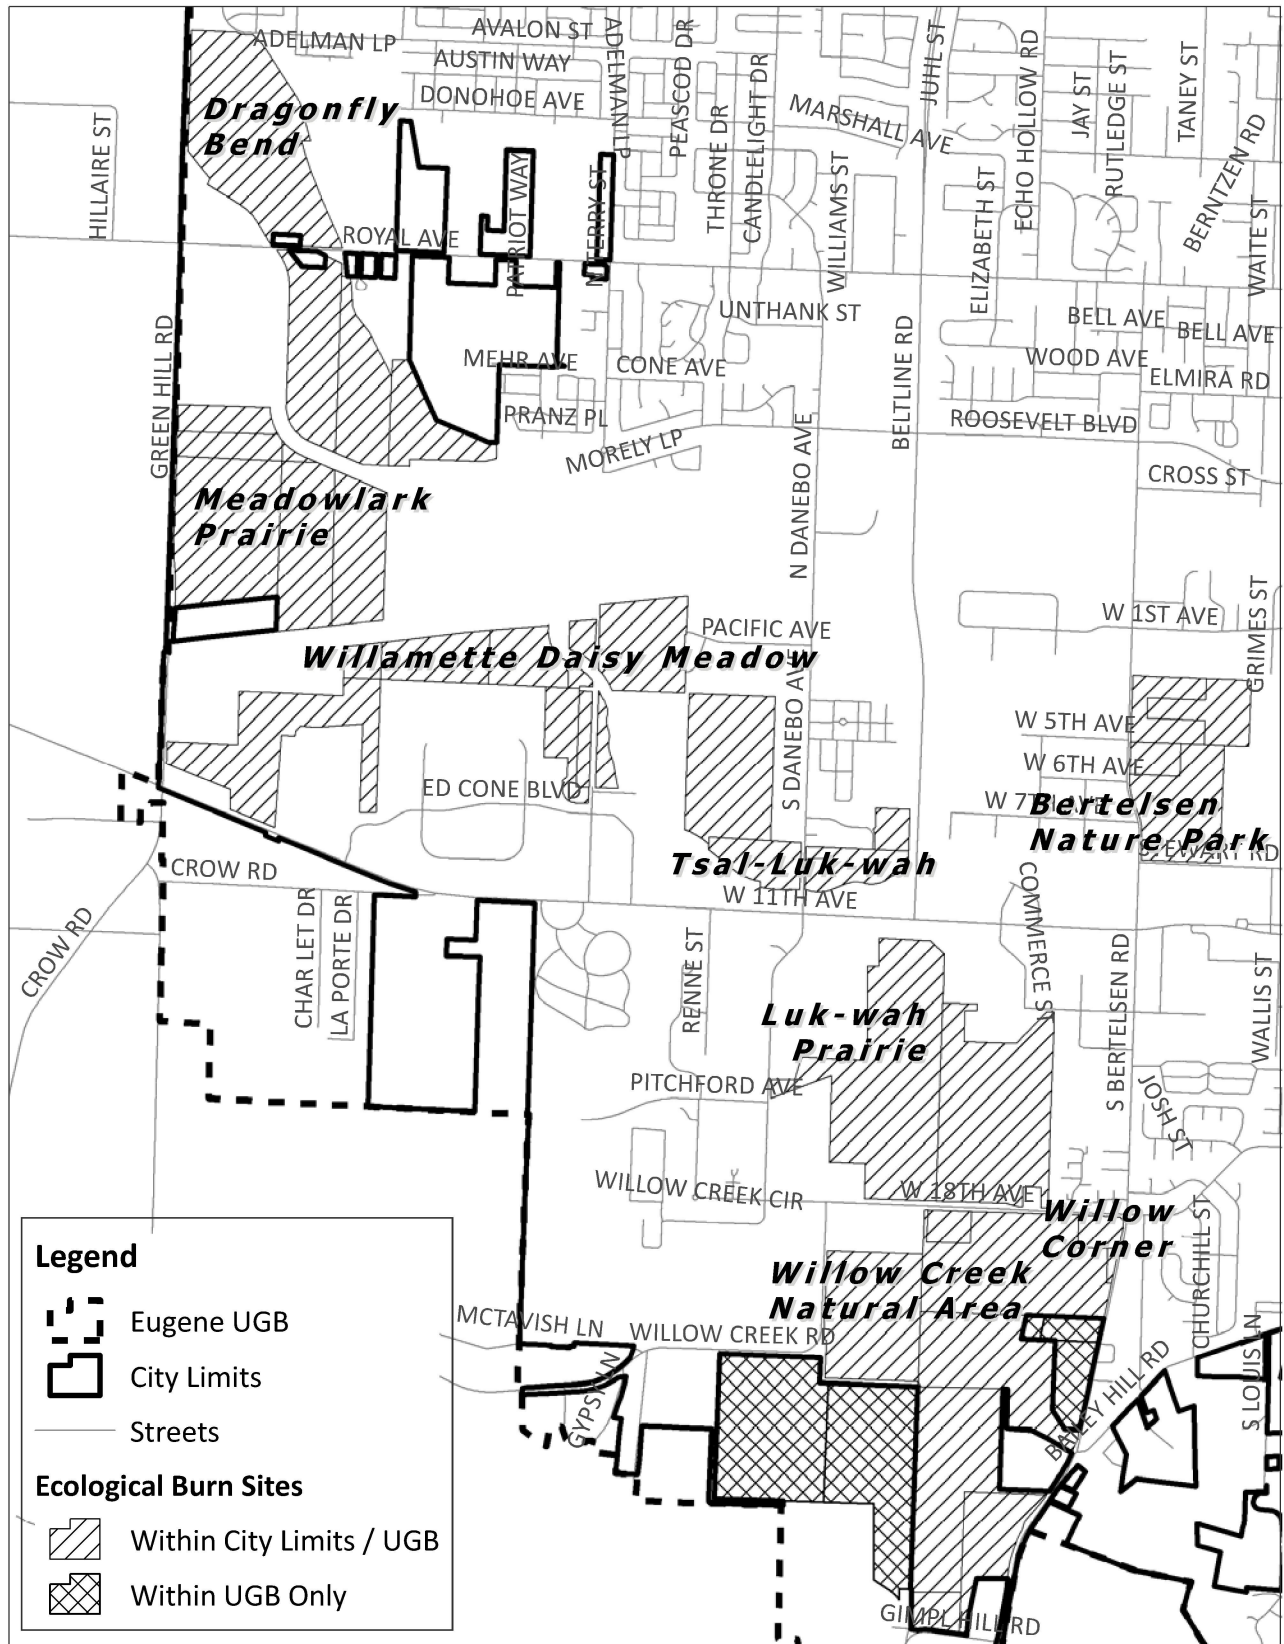 ADELMAN LP
AVALON ST
AUSTIN WAY
DONOHOE AVE
ADELMAN LP
PEASCOD DR
THRONE DR
CANDLELIGHT DR
MARSHALL AVE
JUHL ST
ECHO HOLLOW RD
JAY ST
RUTLEDGE ST
TANEY ST
BERNTZEN RD
WAITE ST
HILLAIRE ST
Dragonfly
Bend
ROYAL AVE
PATRIOT WAY
N TERRY ST
WILLIAMS ST
ELIZABETH ST
UNTHANK ST
BELL AVE
BELL AVE
GREEN HILL RD
MEHR AVE
CONE AVE
BELTLINE RD
WOOD AVE
ELMIRA RD
PRANZ PL
MORELY LP
ROOSEVELT BLVD
CROSS ST
N DANEBO AVE
Meadowlark
Prairie
W 1ST AVE
GRIMES ST
PACIFIC AVE
Willamette Daisy Meadow
S DANEBO AVE
W 5TH AVE
W 6TH AVE
W 7TH AVE
ED CONE BLVD
Bertelsen
Nature Park
STEWART RD
Tsal-Luk-wah
W 11TH AVE
CROW RD
CROW RD
CHAR LET DR
LA PORTE DR
RENNE ST
COMMERCE ST
S BERTELSEN RD
WALLIS ST
Luk-wah
Prairie
PITCHFORD AVE
JOSH ST
WILLOW CREEK CIR
W 18TH AVE
Willow
Corner
CHURCHILL ST
Willow Creek
Natural Area
MCTAVISH LN
WILLOW CREEK RD
GYPSY LN
BAILEY HILL RD
S LOUIS LN
GIMPL HILL RD
Legend
Eugene UGB
City Limits
Streets
Ecological Burn Sites
Within City Limits / UGB
Within UGB Only